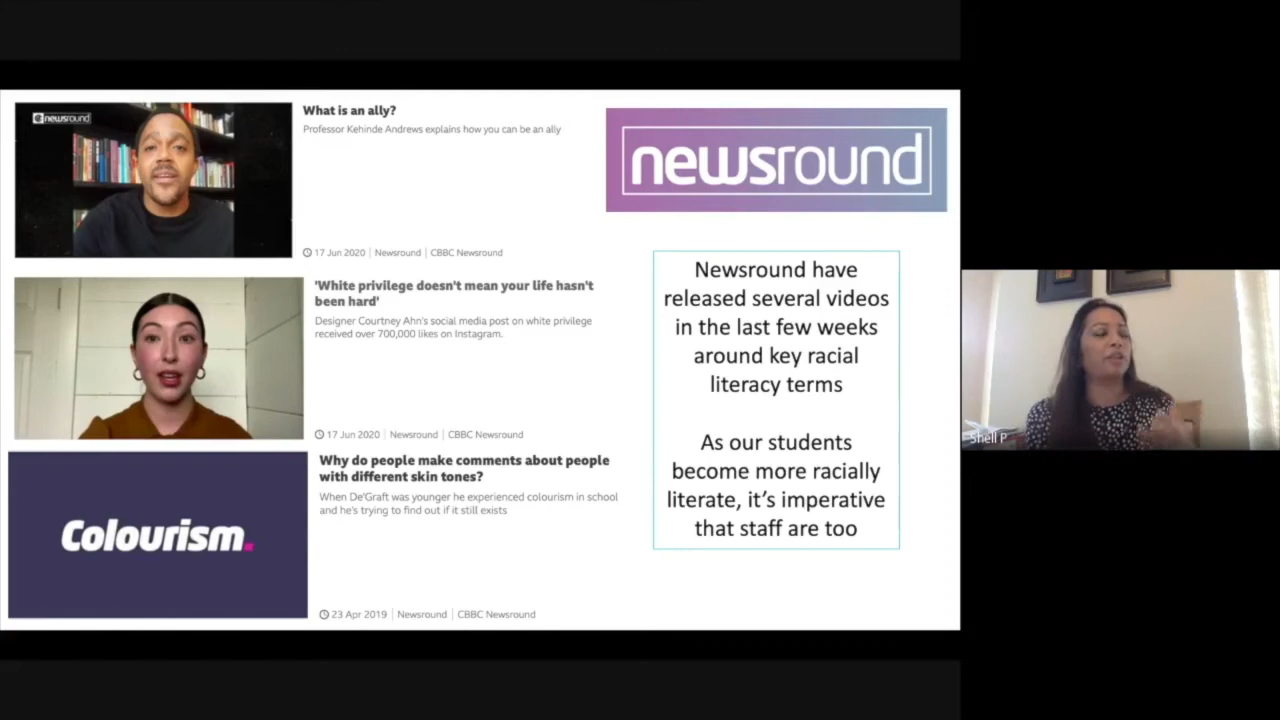 newsround
What is an ally?
Professor Kehinde Andrews explains how you can be an ally
17 Jun 2020 | Newsround | CBBC Newsround
'White privilege doesn't mean your life hasn't
been hard'
Designer Courtney Ahn's social media post on white privilege
received over 700,000 likes on Instagram.
17 Jun 2020 | Newsround | CBBC Newsround
Colourism.
Why do people make comments about people
with different skin tones?
When De'Graft was younger he experienced colourism in school
and he's trying to find out if it still exists
23 Apr 2019 | Newsround | CBBC Newsround
newsround
Newsround have
released several videos
in the last few weeks
around key racial
literacy terms
As our students
become more racially
literate, it's imperative
that staff are too
Shell P